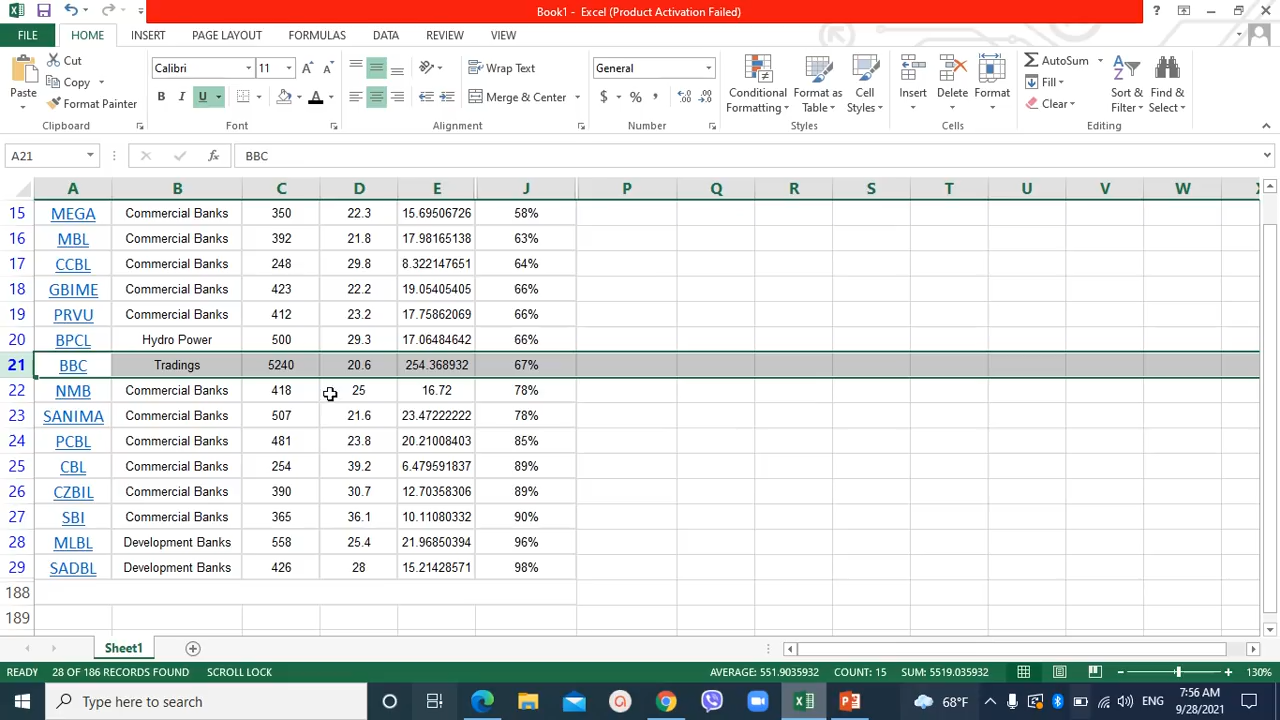 Book1 - Excel (Product Activation Failed)
FILE HOME INSERT PAGE LAYOUT FORMULAS DATA REVIEW VIEW
Cut
Copy
Format Painter
Paste
Clipboard
Calibri 11
B I U
Font
Wrap Text
Merge & Center
Alignment
General
$ % ,
Number
Conditional Formatting
Format as Table
Cell Styles
Styles
Insert
Delete
Format
Cells
AutoSum
Fill
Clear
Sort & Filter
Find & Select
Editing
A21 fx BBC
A B C D E J P Q R S T U V W X
15 MEGA Commercial Banks 350 22.3 15.69506726 58%
16 MBL Commercial Banks 392 21.8 17.98165138 63%
17 CCBL Commercial Banks 248 29.8 8.322147651 64%
18 GBIME Commercial Banks 423 22.2 19.05405405 66%
19 PRVU Commercial Banks 412 23.2 17.75862069 66%
20 BPCL Hydro Power 500 29.3 17.06484642 66%
21 BBC Tradings 5240 20.6 254.368932 67%
22 NMB Commercial Banks 418 25 16.72 78%
23 SANIMA Commercial Banks 507 21.6 23.47222222 78%
24 PCBL Commercial Banks 481 23.8 20.21008403 85%
25 CBL Commercial Banks 254 39.2 6.479591837 89%
26 CZBIL Commercial Banks 390 30.7 12.70358306 89%
27 SBI Commercial Banks 365 36.1 10.11080332 90%
28 MLBL Development Banks 558 25.4 21.96850394 96%
29 SADBL Development Banks 426 28 15.21428571 98%
188
189
Sheet1
READY 28 OF 186 RECORDS FOUND SCROLL LOCK AVERAGE: 551.9035932 COUNT: 15 SUM: 5519.035932 130%
Type here to search
68°F ENG
7:56 AM
9/28/2021